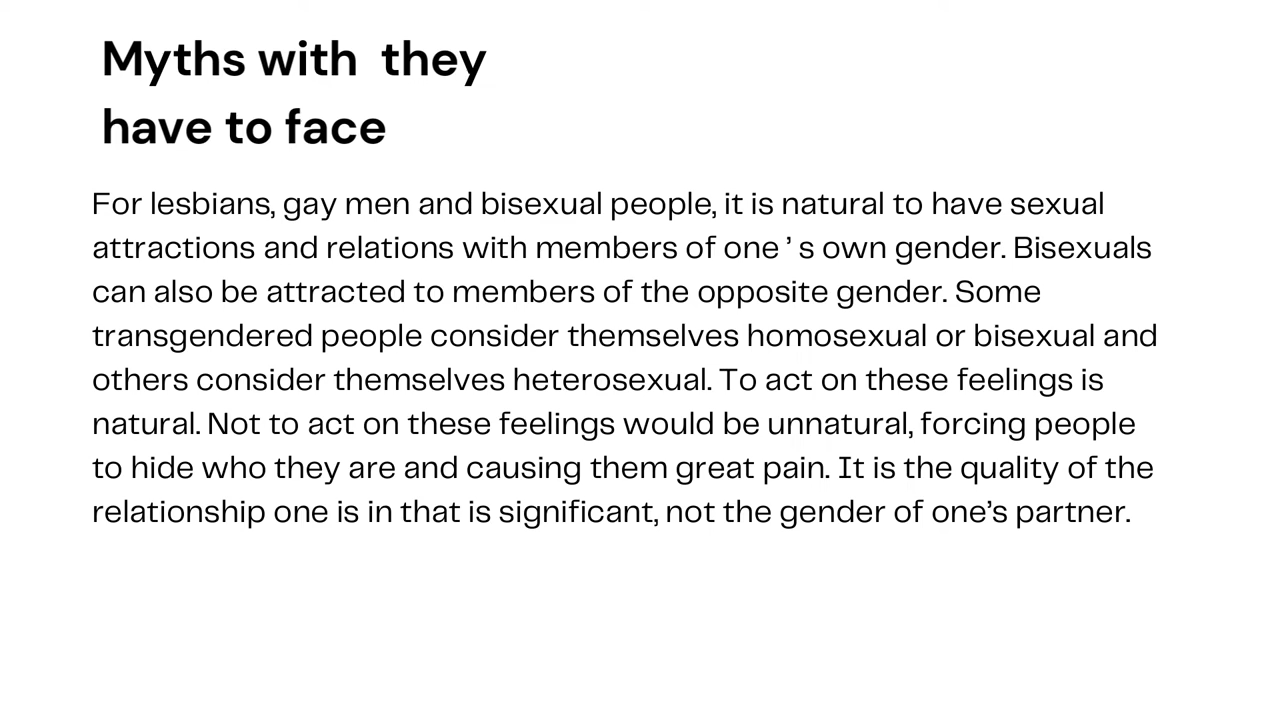 Myths with  they
have to face
For lesbians, gay men and bisexual people, it is natural to have sexual
attractions and relations with members of one ’ s own gender. Bisexuals
can also be attracted to members of the opposite gender. Some
transgendered people consider themselves homosexual or bisexual and
others consider themselves heterosexual. To act on these feelings is
natural. Not to act on these feelings would be unnatural, forcing people
to hide who they are and causing them great pain. It is the quality of the
relationship one is in that is significant, not the gender of one’s partner.